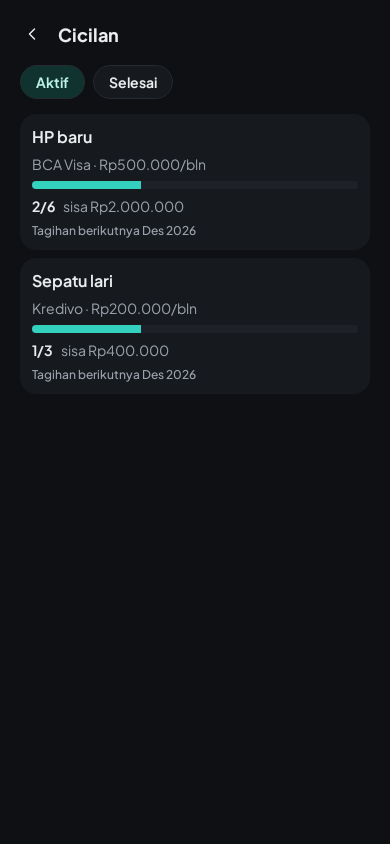 Cicilan
Aktif
Selesai
HP baru
BCA Visa · Rp500.000/bln
2/6 sisa Rp2.000.000
Tagihan berikutnya Des 2026
Sepatu lari
Kredivo · Rp200.000/bln
1/3 sisa Rp400.000
Tagihan berikutnya Des 2026